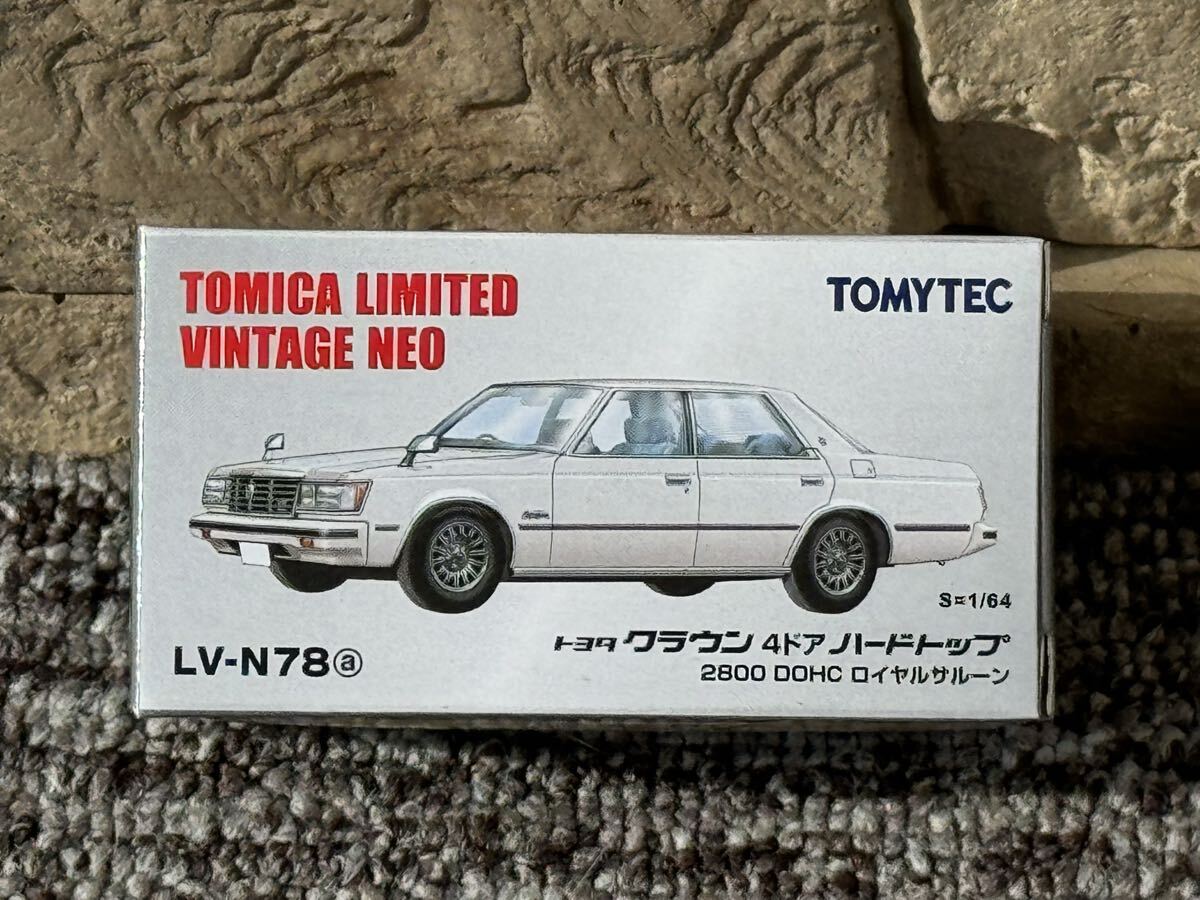 TOMICA LIMITED
VINTAGE NEO
TOMYTEC
S=1/64
LV-N78ⓐ
トヨタ クラウン 4ドア ハードトップ
2800 DOHC ロイヤルサルーン